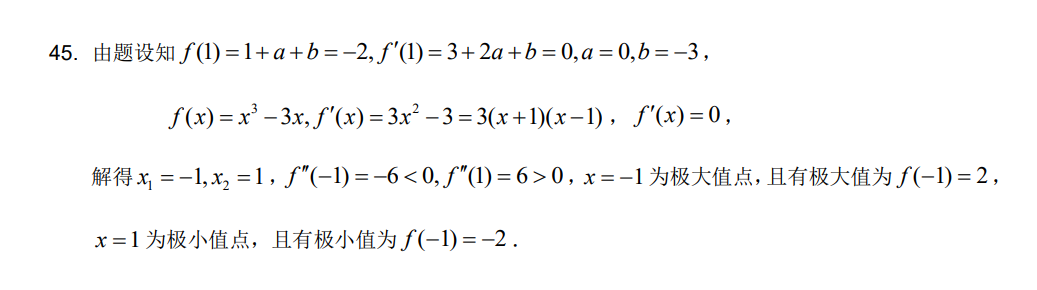 45. 由题设知 f(1)=1+a+b=−2, f′(1)=3+2a+b=0, a=0, b=−3，
f(x)=x³−3x, f′(x)=3x²−3=3(x+1)(x−1)， f′(x)=0，
解得 x₁=−1, x₂=1，f″(−1)=−6<0, f″(1)=6>0，x=−1 为极大值点，且有极大值为 f(−1)=2，
x=1 为极小值点，且有极小值为 f(−1)=−2．